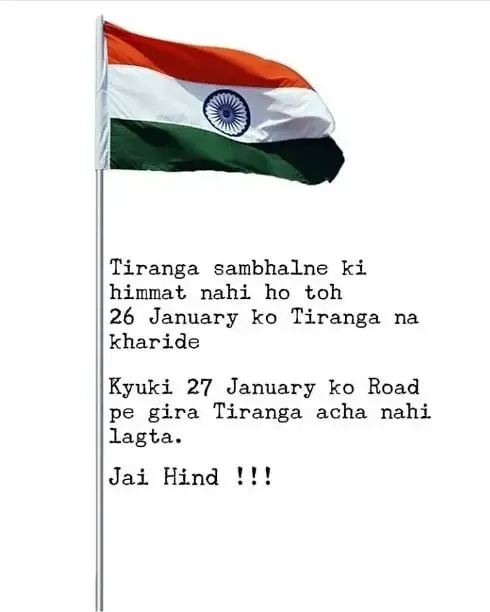 Tiranga sambhalne ki
himmat nahi ho toh
26 January ko Tiranga na
kharide
Kyuki 27 January ko Road
pe gira Tiranga acha nahi
lagta.
Jai Hind !!!